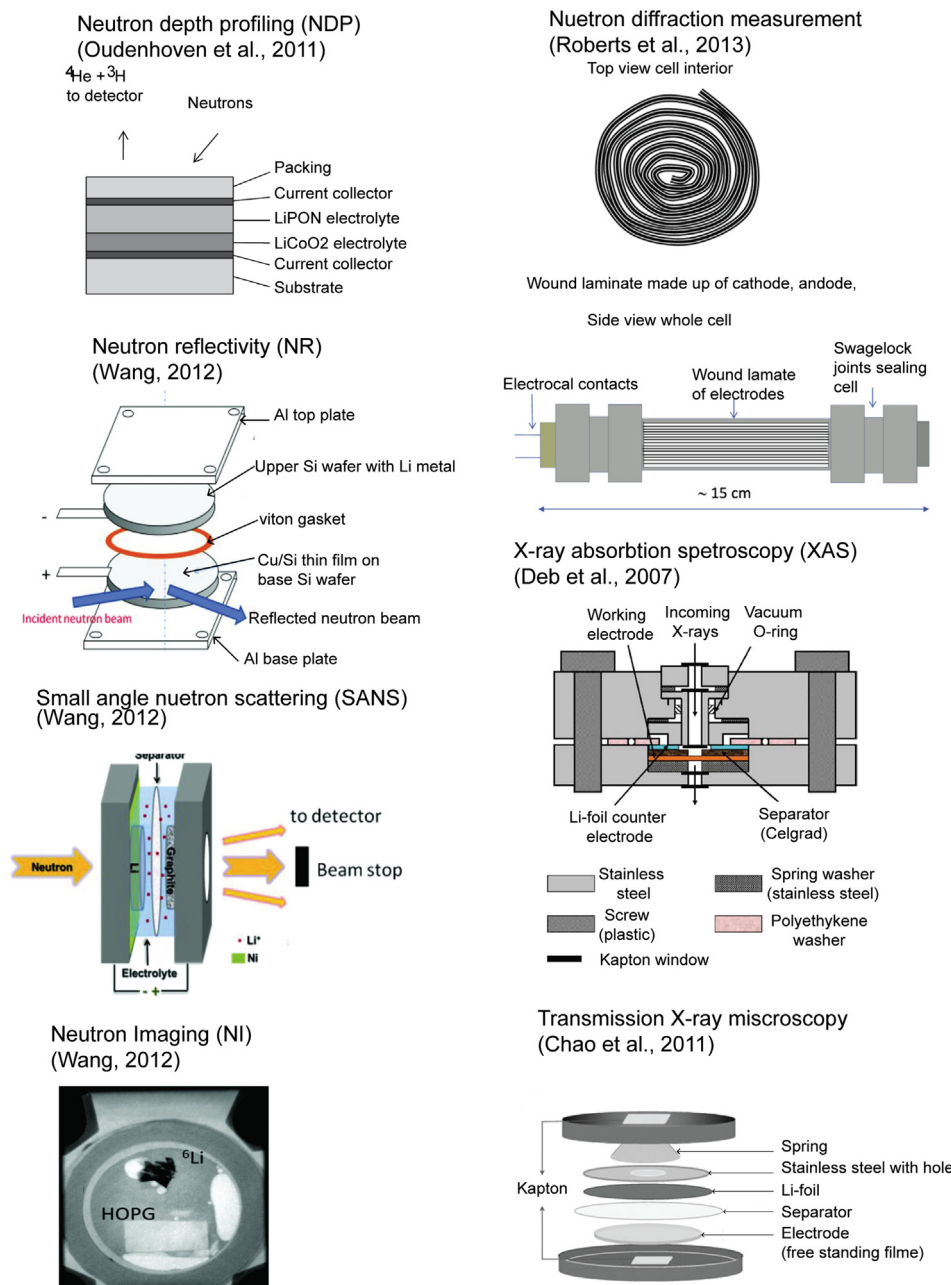 Neutron depth profiling (NDP)
(Oudenhoven et al., 2011)
⁴He + ³H
to detector
Neutrons
Packing
Current collector
LiPON electrolyte
LiCoO2 electrolyte
Current collector
Substrate
Neutron reflectivity (NR)
(Wang, 2012)
Al top plate
Upper Si wafer with Li metal
-
viton gasket
+
Cu/Si thin film on
base Si wafer
Incident neutron beam
Reflected neutron beam
Al base plate
Small angle nuetron scattering (SANS)
(Wang, 2012)
Separator
to detector
Neutron
Li
Graphite
Beam stop
Li⁺
Ni
Electrolyte
- +
Neutron Imaging (NI)
(Wang, 2012)
⁶Li
HOPG
Nuetron diffraction measurement
(Roberts et al., 2013)
Top view cell interior
Wound laminate made up of cathode, andode,
Side view whole cell
Electrocal contacts
Wound lamate
of electrodes
Swagelock
joints sealing
cell
~ 15 cm
X-ray absorbtion spetroscopy (XAS)
(Deb et al., 2007)
Working
electrode
Incoming
X-rays
Vacuum
O-ring
Li-foil counter
electrode
Separator
(Celgrad)
Stainless
steel
Spring washer
(stainless steel)
Screw
(plastic)
Polyethykene
washer
Kapton window
Transmission X-ray miscroscopy
(Chao et al., 2011)
Kapton
Spring
Stainless steel with hole
Li-foil
Separator
Electrode
(free standing filme)